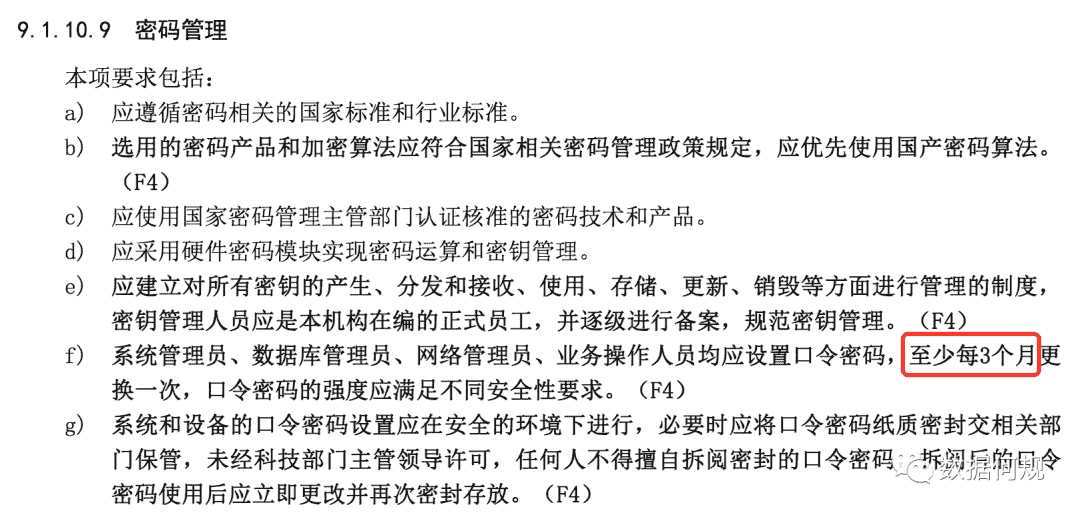 9.1.10.9 密码管理
本项要求包括：
a) 应遵循密码相关的国家标准和行业标准。
b) 选用的密码产品和加密算法应符合国家相关密码管理政策规定，应优先使用国产密码算法。
（F4）
c) 应使用国家密码管理主管部门认证核准的密码技术和产品。
d) 应采用硬件密码模块实现密码运算和密钥管理。
e) 应建立对所有密钥的产生、分发和接收、使用、存储、更新、销毁等方面进行管理的制度，
密钥管理人员应是本机构在编的正式员工，并逐级进行备案，规范密钥管理。（F4）
f) 系统管理员、数据库管理员、网络管理员、业务操作人员均应设置口令密码，至少每3个月更
换一次，口令密码的强度应满足不同安全性要求。（F4）
g) 系统和设备的口令密码设置应在安全的环境下进行，必要时应将口令密码纸质密封交相关部
门保管，未经科技部门主管领导许可，任何人不得擅自拆阅密封的口令密码，拆阅后的口令
密码使用后应立即更改并再次密封存放。（F4）
数据何规